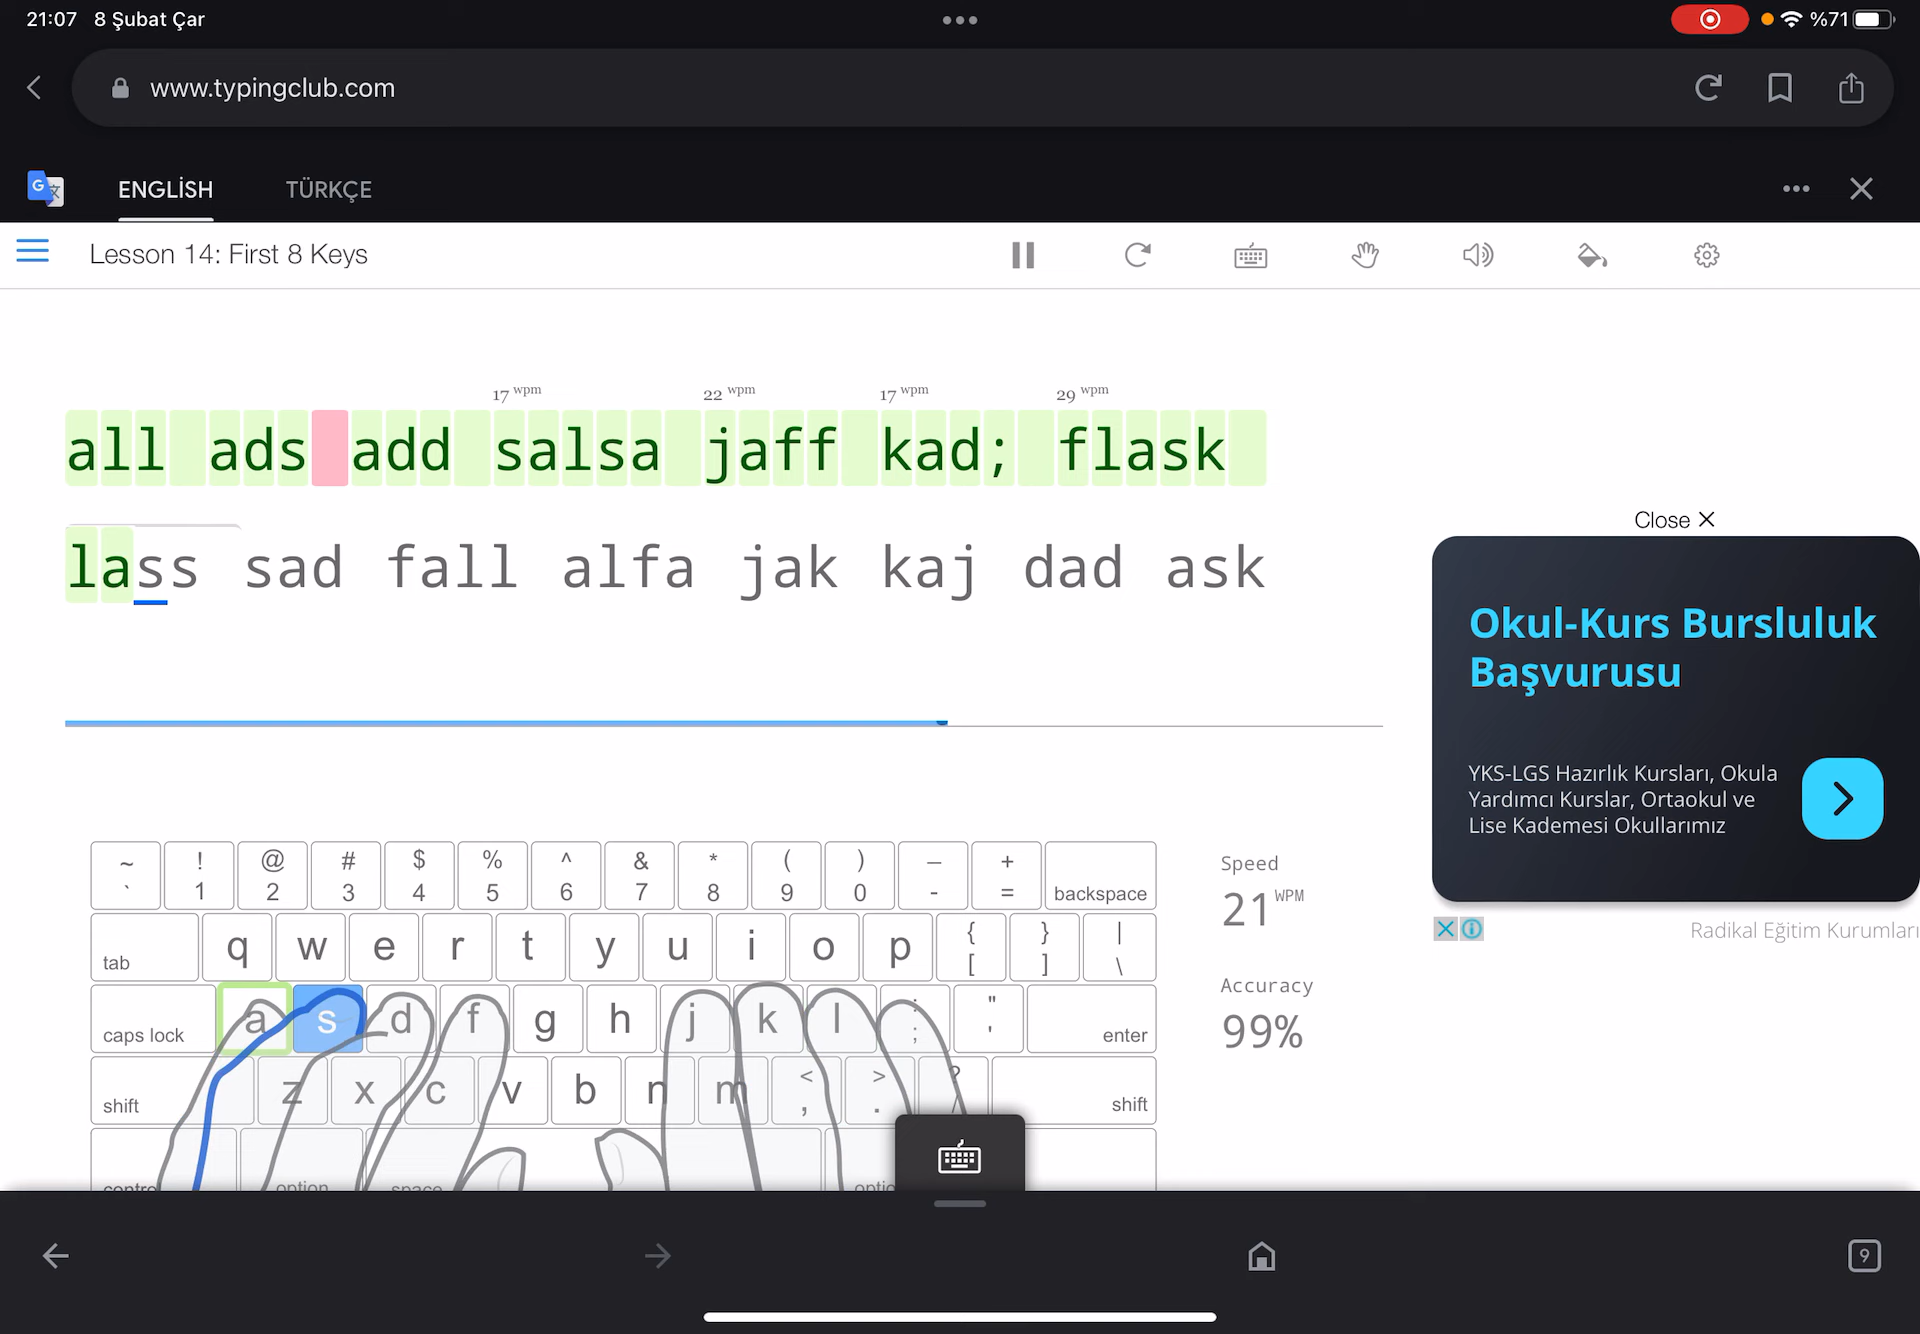 21:07 8 Şubat Çar
%71
www.typingclub.com
ENGLİSH TÜRKÇE
Lesson 14: First 8 Keys
17 wpm 22 wpm 17 wpm 29 wpm
all ads add salsa jaff kad; flask
lass sad fall alfa jak kaj dad ask
Close
Okul-Kurs Bursluluk
Başvurusu
YKS-LGS Hazırlık Kursları, Okula
Yardımcı Kurslar, Ortaokul ve
Lise Kademesi Okullarımız
Radikal Eğitim Kurumları
~ ! @ # $ % ^ & * ( ) _ +
` 1 2 3 4 5 6 7 8 9 0 - = backspace
tab q w e r t y u i o p { [ } ] | \
caps lock a s d f g h j k l : ; " ' enter
shift z x c v b n m < , > . ? / shift
option space
Speed
21 WPM
Accuracy
99%
9